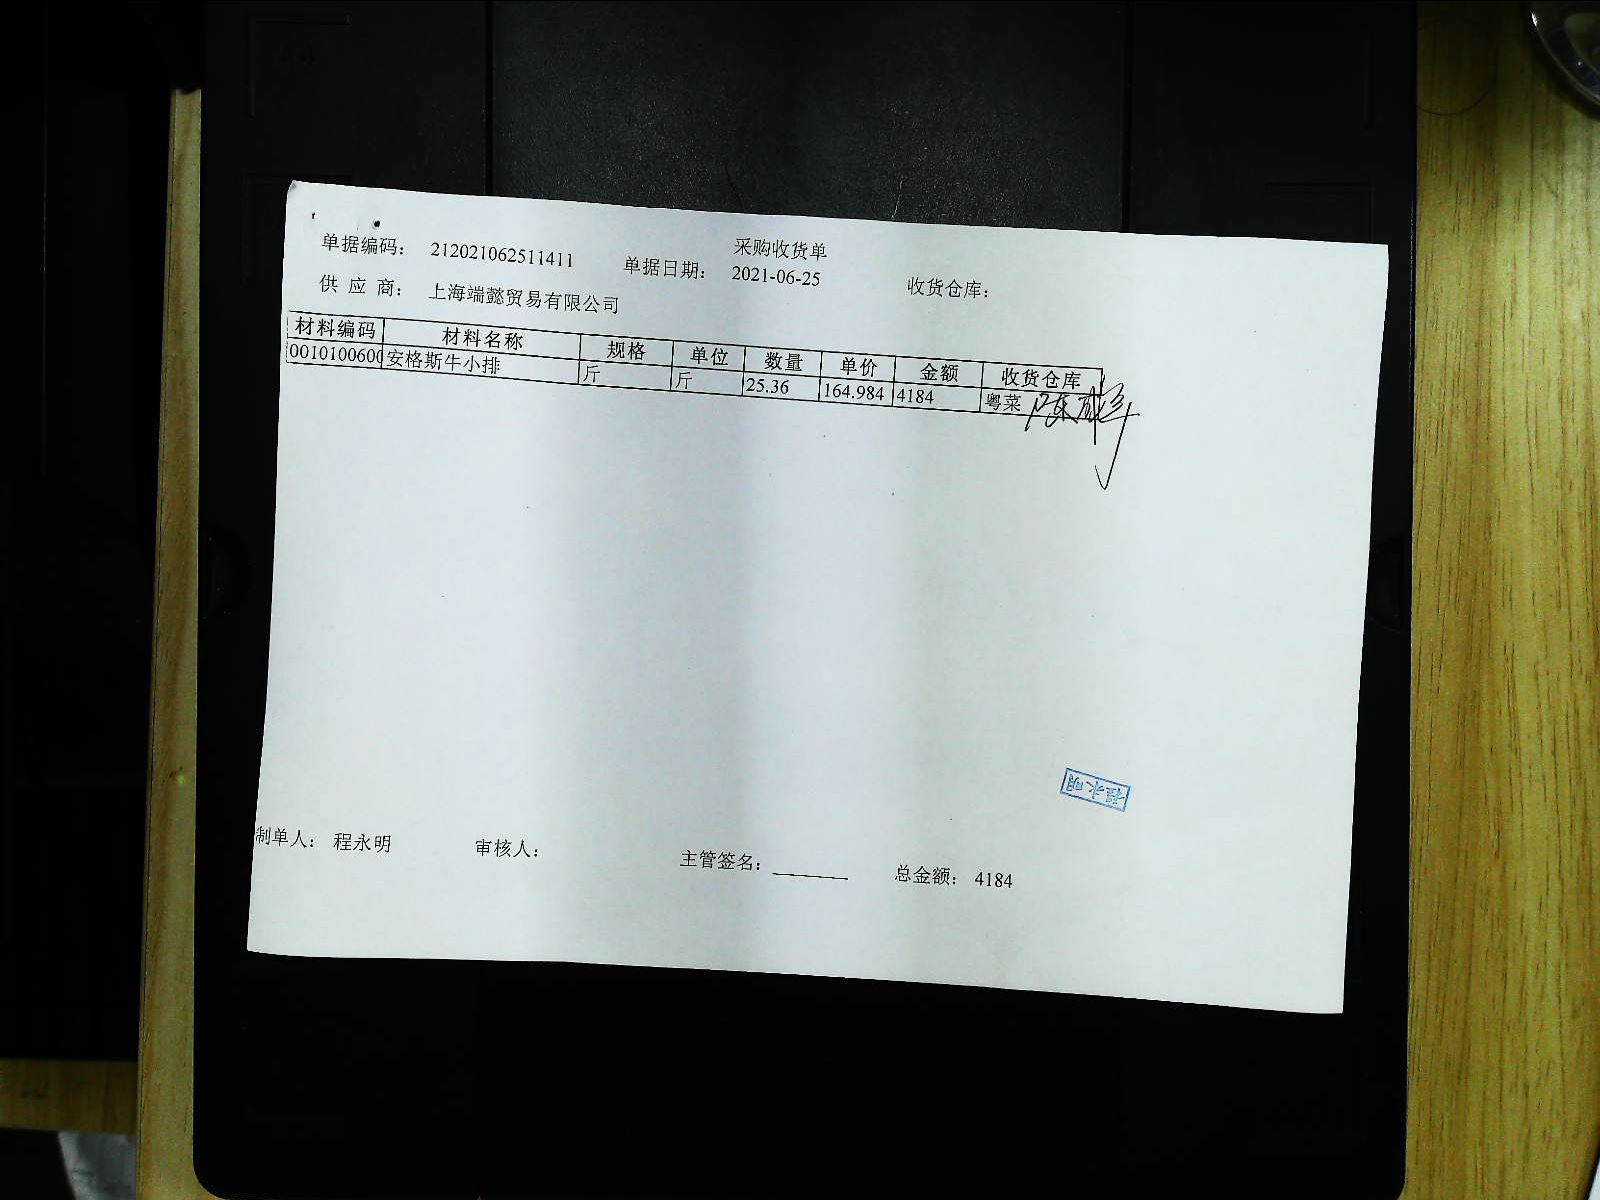 采购收货单
单据编码： 212021062511411 单据日期： 2021-06-25 收货仓库：
供 应 商： 上海端懿贸易有限公司
材料编码 材料名称 规格 单位 数量 单价 金额 收货仓库
0010100600 安格斯牛小排 斤 斤 25.36 164.984 4184 粤菜
程永明
制单人： 程永明 审核人： 主管签名： 总金额： 4184